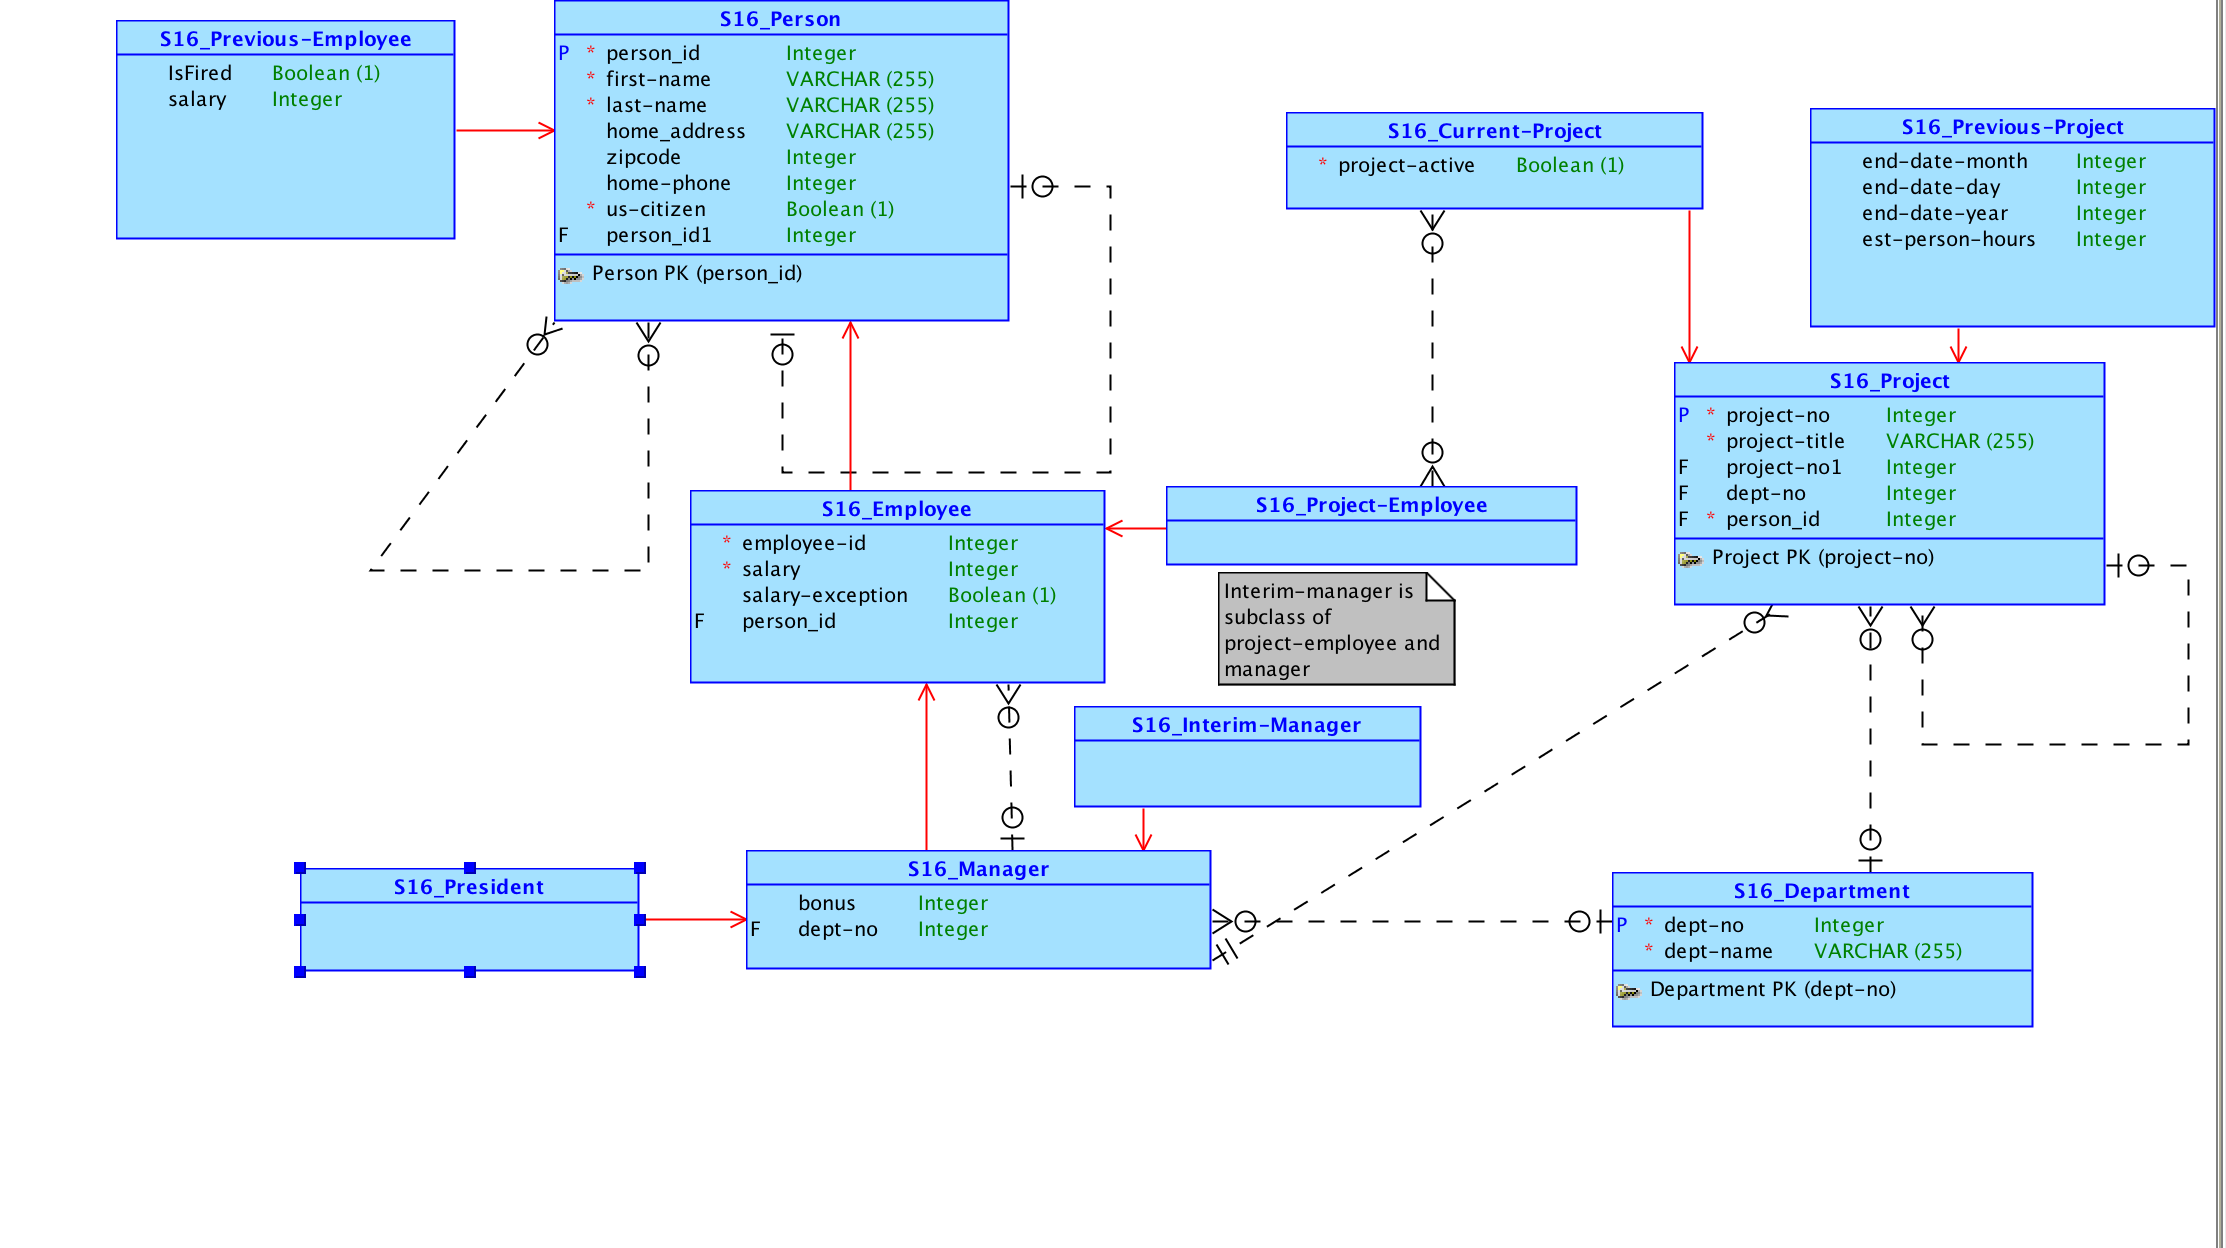 S16_Previous-Employee
IsFired Boolean (1)
salary Integer
S16_Person
P * person_id Integer
* first-name VARCHAR (255)
* last-name VARCHAR (255)
home_address VARCHAR (255)
zipcode Integer
home-phone Integer
* us-citizen Boolean (1)
F person_id1 Integer
Person PK (person_id)
S16_Current-Project
* project-active Boolean (1)
S16_Previous-Project
end-date-month Integer
end-date-day Integer
end-date-year Integer
est-person-hours Integer
S16_Project
P * project-no Integer
* project-title VARCHAR (255)
F project-no1 Integer
F dept-no Integer
F * person_id Integer
Project PK (project-no)
S16_Employee
* employee-id Integer
* salary Integer
salary-exception Boolean (1)
F person_id Integer
S16_Project-Employee
Interim-manager is
subclass of
project-employee and
manager
S16_Interim-Manager
S16_President
S16_Manager
bonus Integer
F dept-no Integer
S16_Department
P * dept-no Integer
* dept-name VARCHAR (255)
Department PK (dept-no)